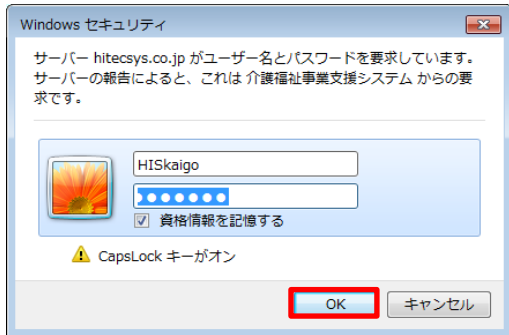 Windows セキュリティ
サーバー hitecsys.co.jp がユーザー名とパスワードを要求しています。
サーバーの報告によると、これは 介護福祉事業支援システム からの要
求です。
HISkaigo
●●●●●●●
資格情報を記憶する
CapsLock キーがオン
OK
キャンセル